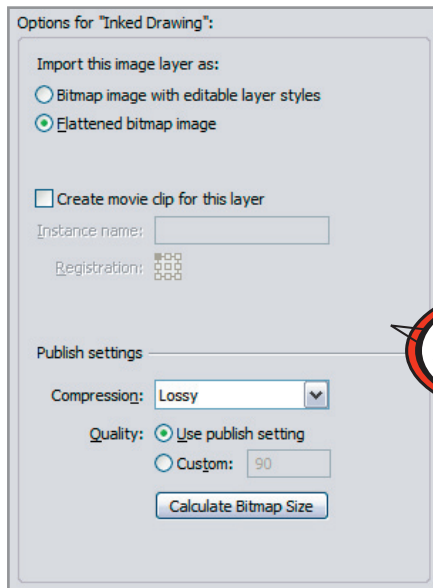 Options for "Inked Drawing":
Import this image layer as:
Bitmap image with editable layer styles
Flattened bitmap image
Create movie clip for this layer
Instance name:
Registration:
Publish settings
Compression: Lossy
Quality: Use publish setting
Custom: 90
Calculate Bitmap Size